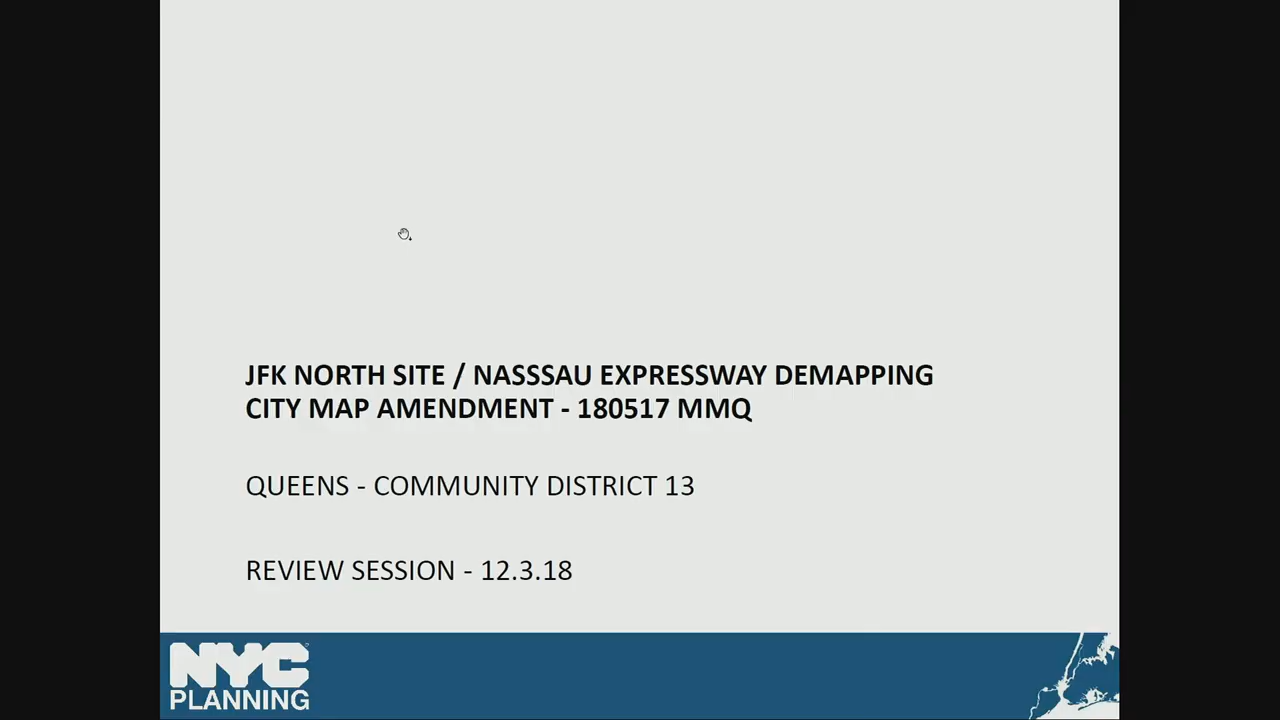 JFK NORTH SITE / NASSSAU EXPRESSWAY DEMAPPING
CITY MAP AMENDMENT - 180517 MMQ
QUEENS - COMMUNITY DISTRICT 13
REVIEW SESSION - 12.3.18
NYC
PLANNING